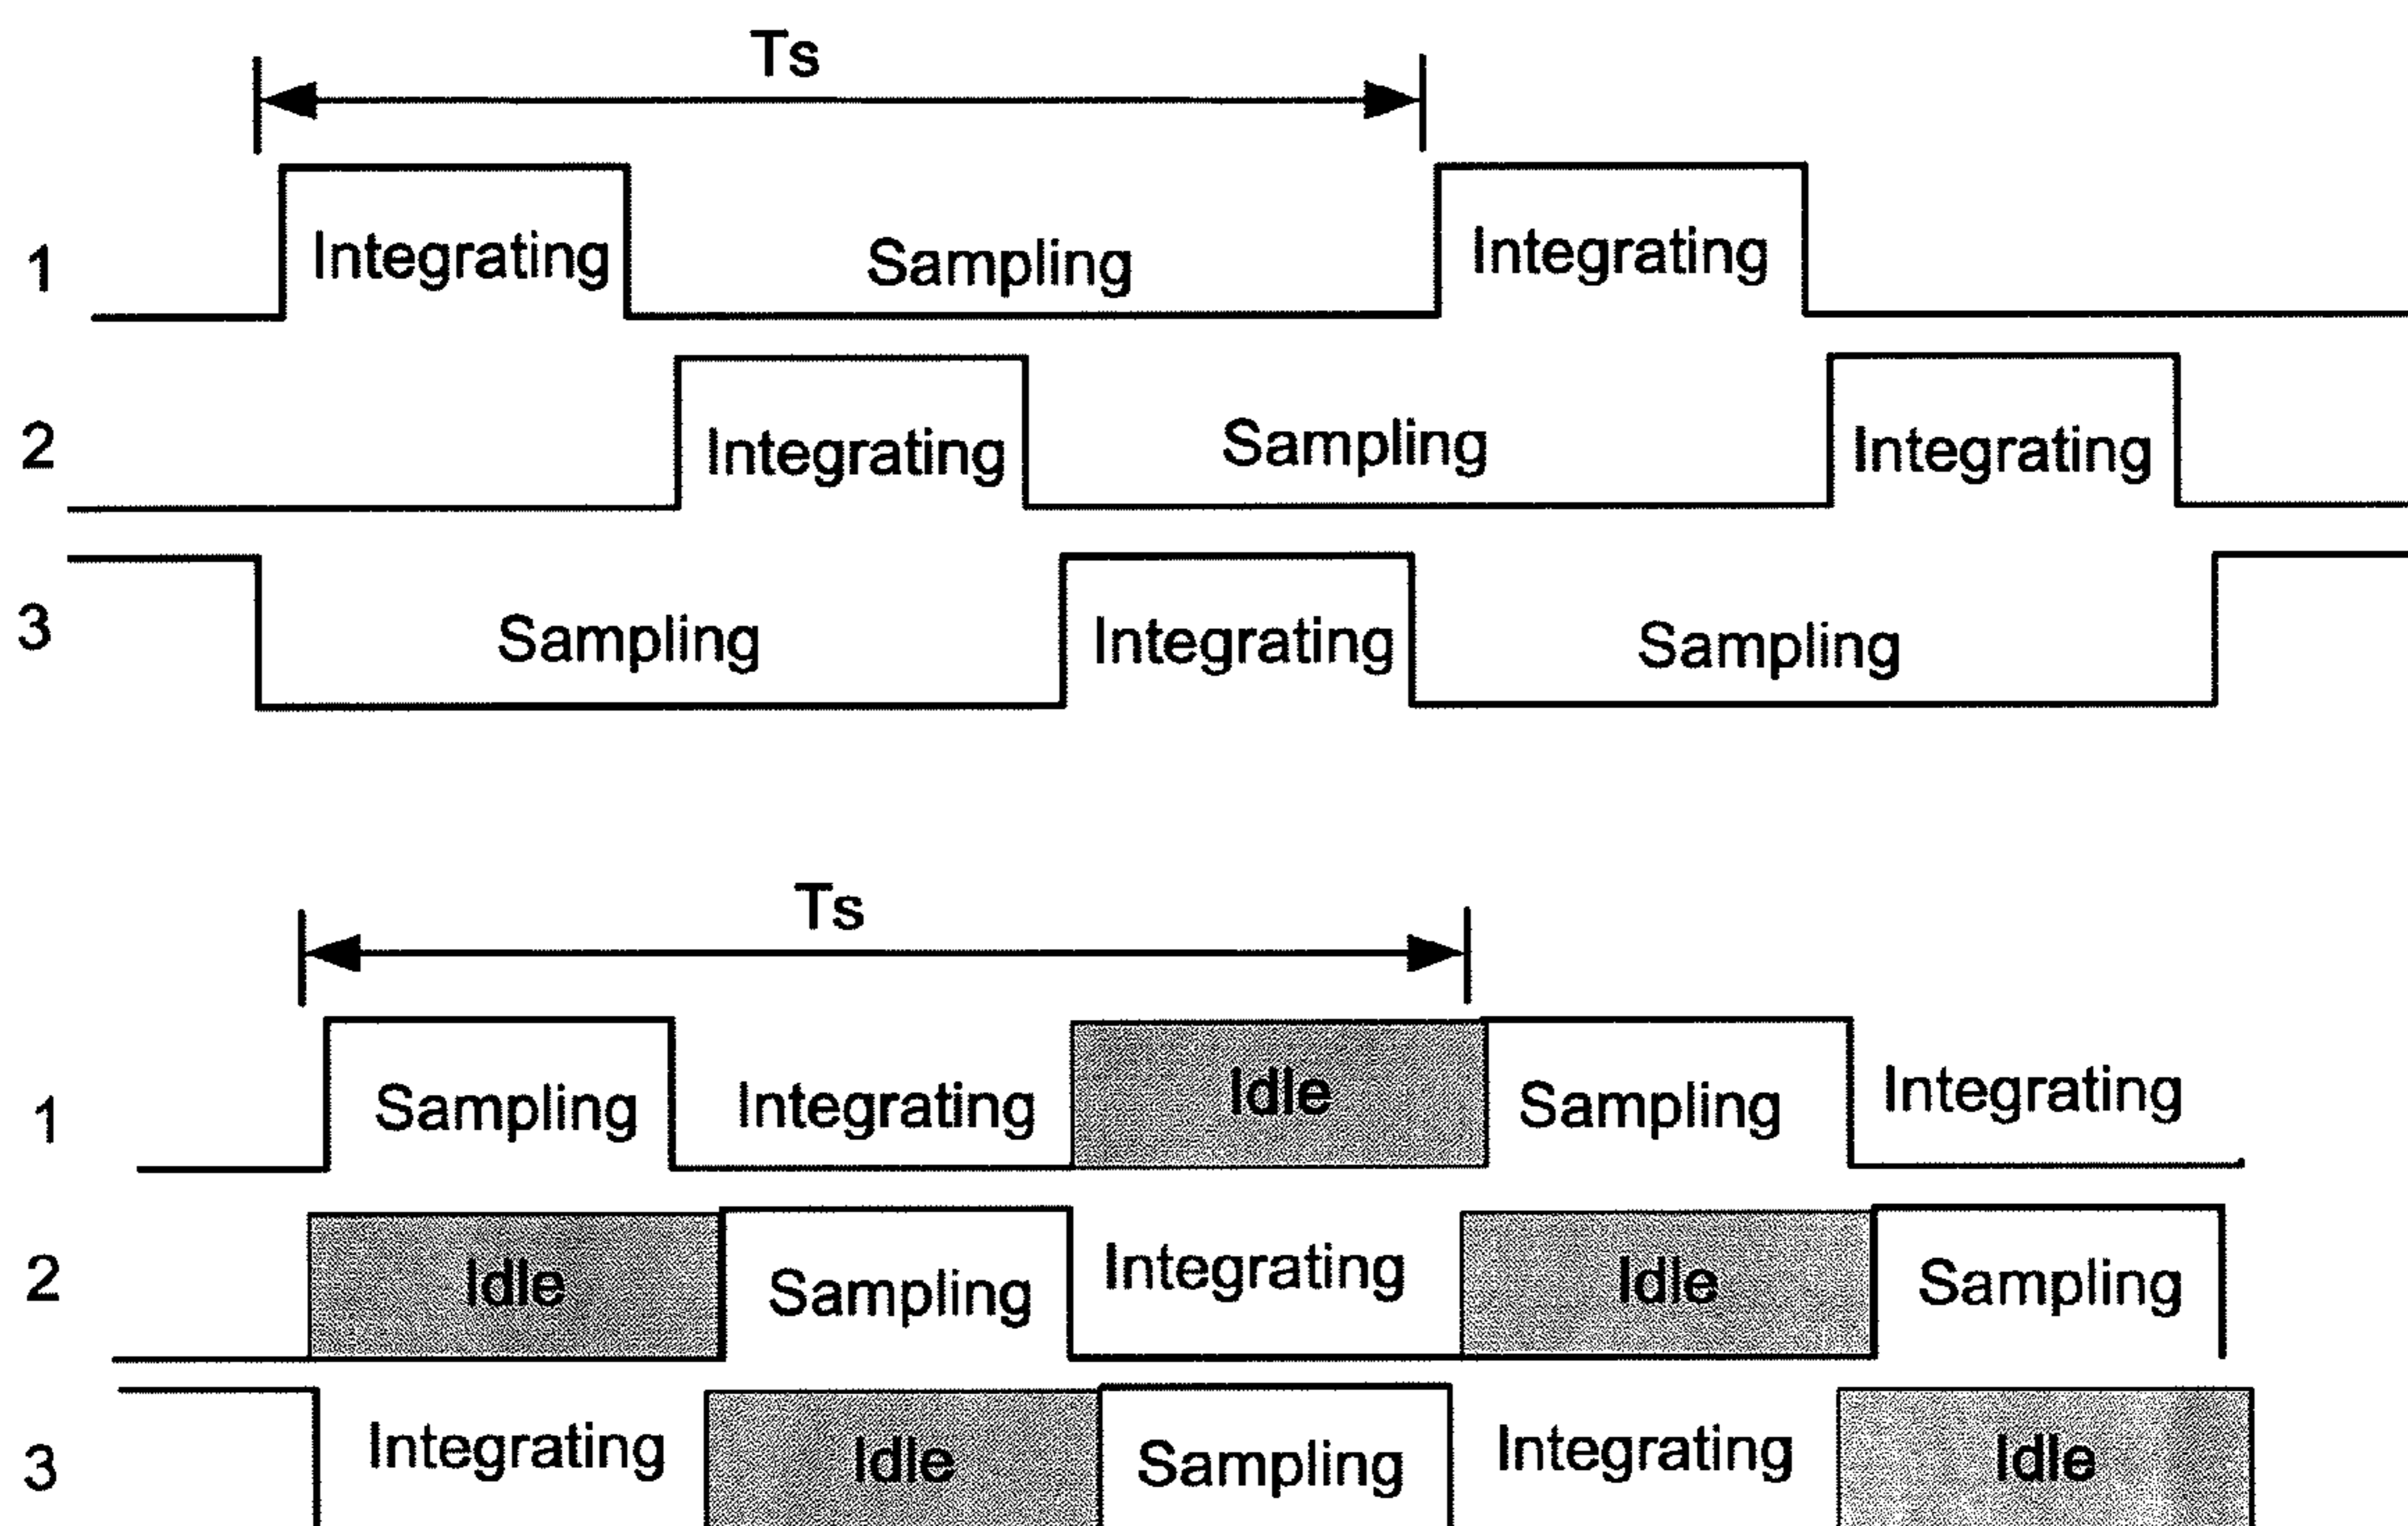 Ts
1 Integrating Sampling Integrating
2 Integrating Sampling Integrating
3 Sampling Integrating Sampling
Ts
1 Sampling Integrating Idle Sampling Integrating
2 Idle Sampling Integrating Idle Sampling
3 Integrating Idle Sampling Integrating Idle